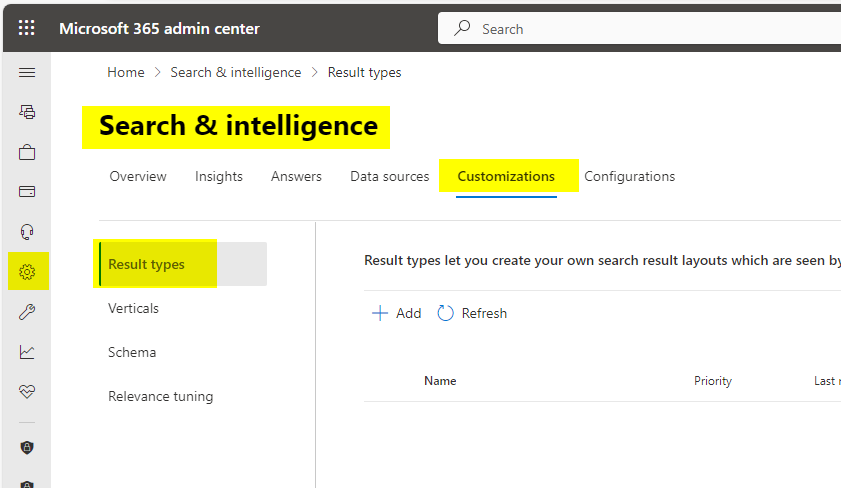 Microsoft 365 admin center
Search
Home > Search & intelligence > Result types
Search & intelligence
Overview Insights Answers Data sources Customizations Configurations
Result types
Verticals
Schema
Relevance tuning
Result types let you create your own search result layouts which are seen by
Add Refresh
Name Priority Last